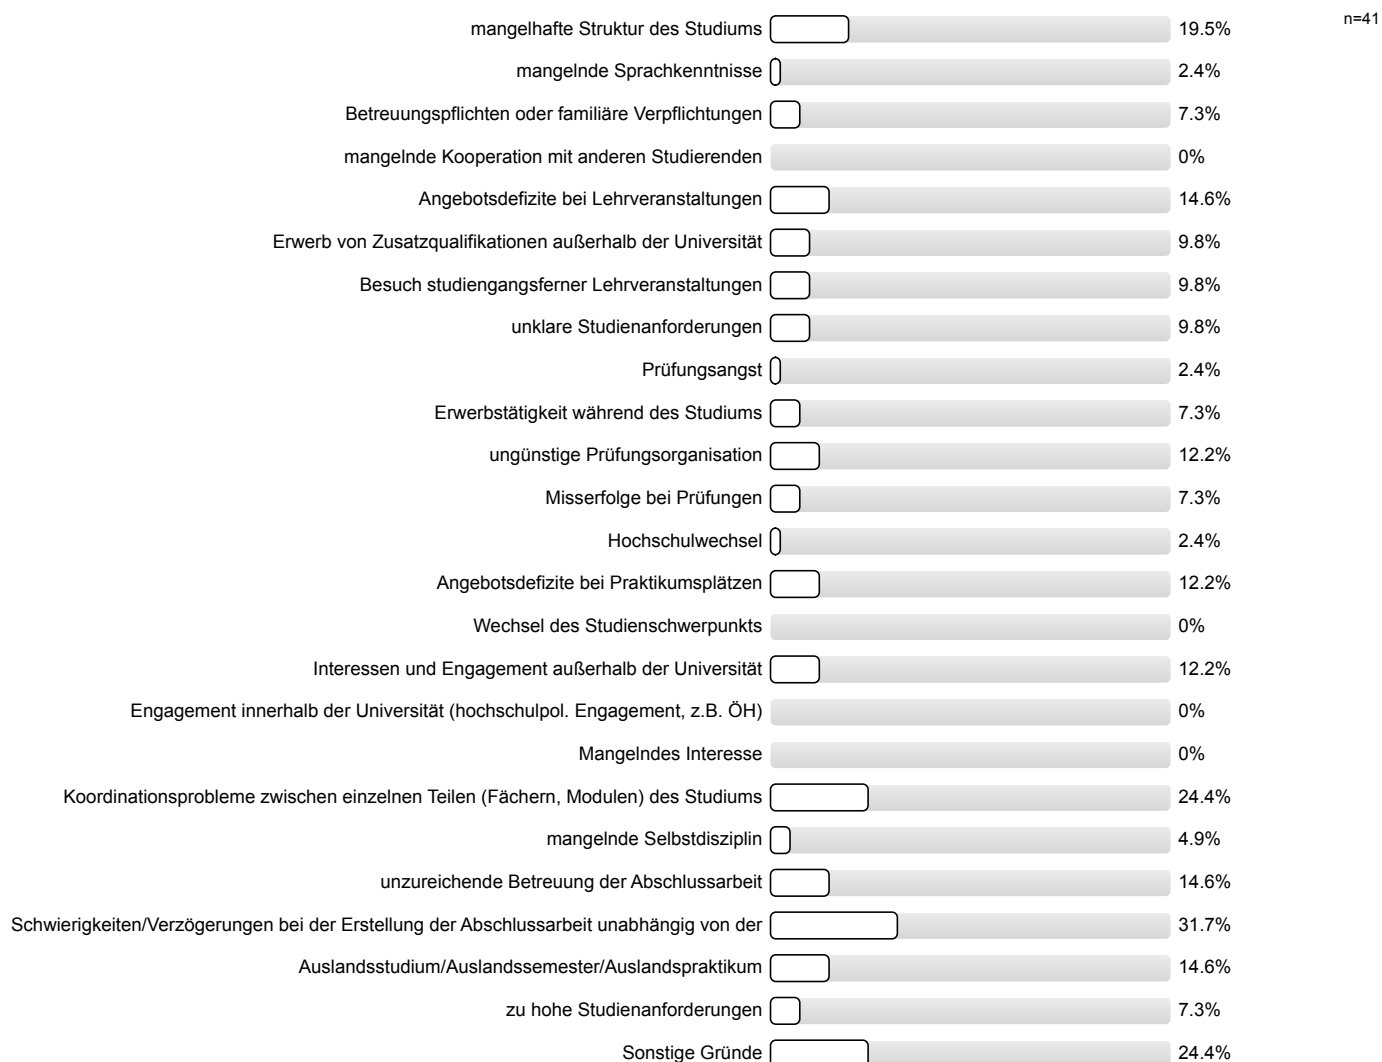 mangelhafte Struktur des Studiums 19.5% n=41
mangelnde Sprachkenntnisse 2.4%
Betreuungspflichten oder familiäre Verpflichtungen 7.3%
mangelnde Kooperation mit anderen Studierenden 0%
Angebotsdefizite bei Lehrveranstaltungen 14.6%
Erwerb von Zusatzqualifikationen außerhalb der Universität 9.8%
Besuch studiengangsferner Lehrveranstaltungen 9.8%
unklare Studienanforderungen 9.8%
Prüfungsangst 2.4%
Erwerbstätigkeit während des Studiums 7.3%
ungünstige Prüfungsorganisation 12.2%
Misserfolge bei Prüfungen 7.3%
Hochschulwechsel 2.4%
Angebotsdefizite bei Praktikumsplätzen 12.2%
Wechsel des Studienschwerpunkts 0%
Interessen und Engagement außerhalb der Universität 12.2%
Engagement innerhalb der Universität (hochschulpol. Engagement, z.B. ÖH) 0%
Mangelndes Interesse 0%
Koordinationsprobleme zwischen einzelnen Teilen (Fächern, Modulen) des Studiums 24.4%
mangelnde Selbstdisziplin 4.9%
unzureichende Betreuung der Abschlussarbeit 14.6%
Schwierigkeiten/Verzögerungen bei der Erstellung der Abschlussarbeit unabhängig von der 31.7%
Auslandsstudium/Auslandssemester/Auslandspraktikum 14.6%
zu hohe Studienanforderungen 7.3%
Sonstige Gründe 24.4%